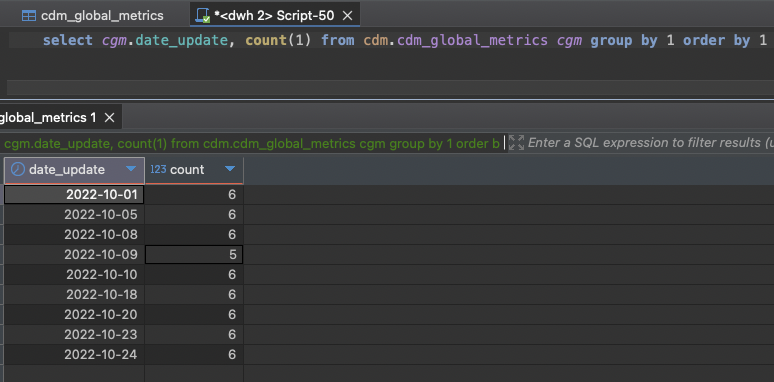 cdm_global_metrics *<dwh 2> Script-50
select cgm.date_update, count(1) from cdm.cdm_global_metrics cgm group by 1 order by 1
global_metrics 1
cgm.date_update, count(1) from cdm.cdm_global_metrics cgm group by 1 order b Enter a SQL expression to filter results (u
date_update 123 count
2022-10-01 6
2022-10-05 6
2022-10-08 6
2022-10-09 5
2022-10-10 6
2022-10-18 6
2022-10-20 6
2022-10-23 6
2022-10-24 6